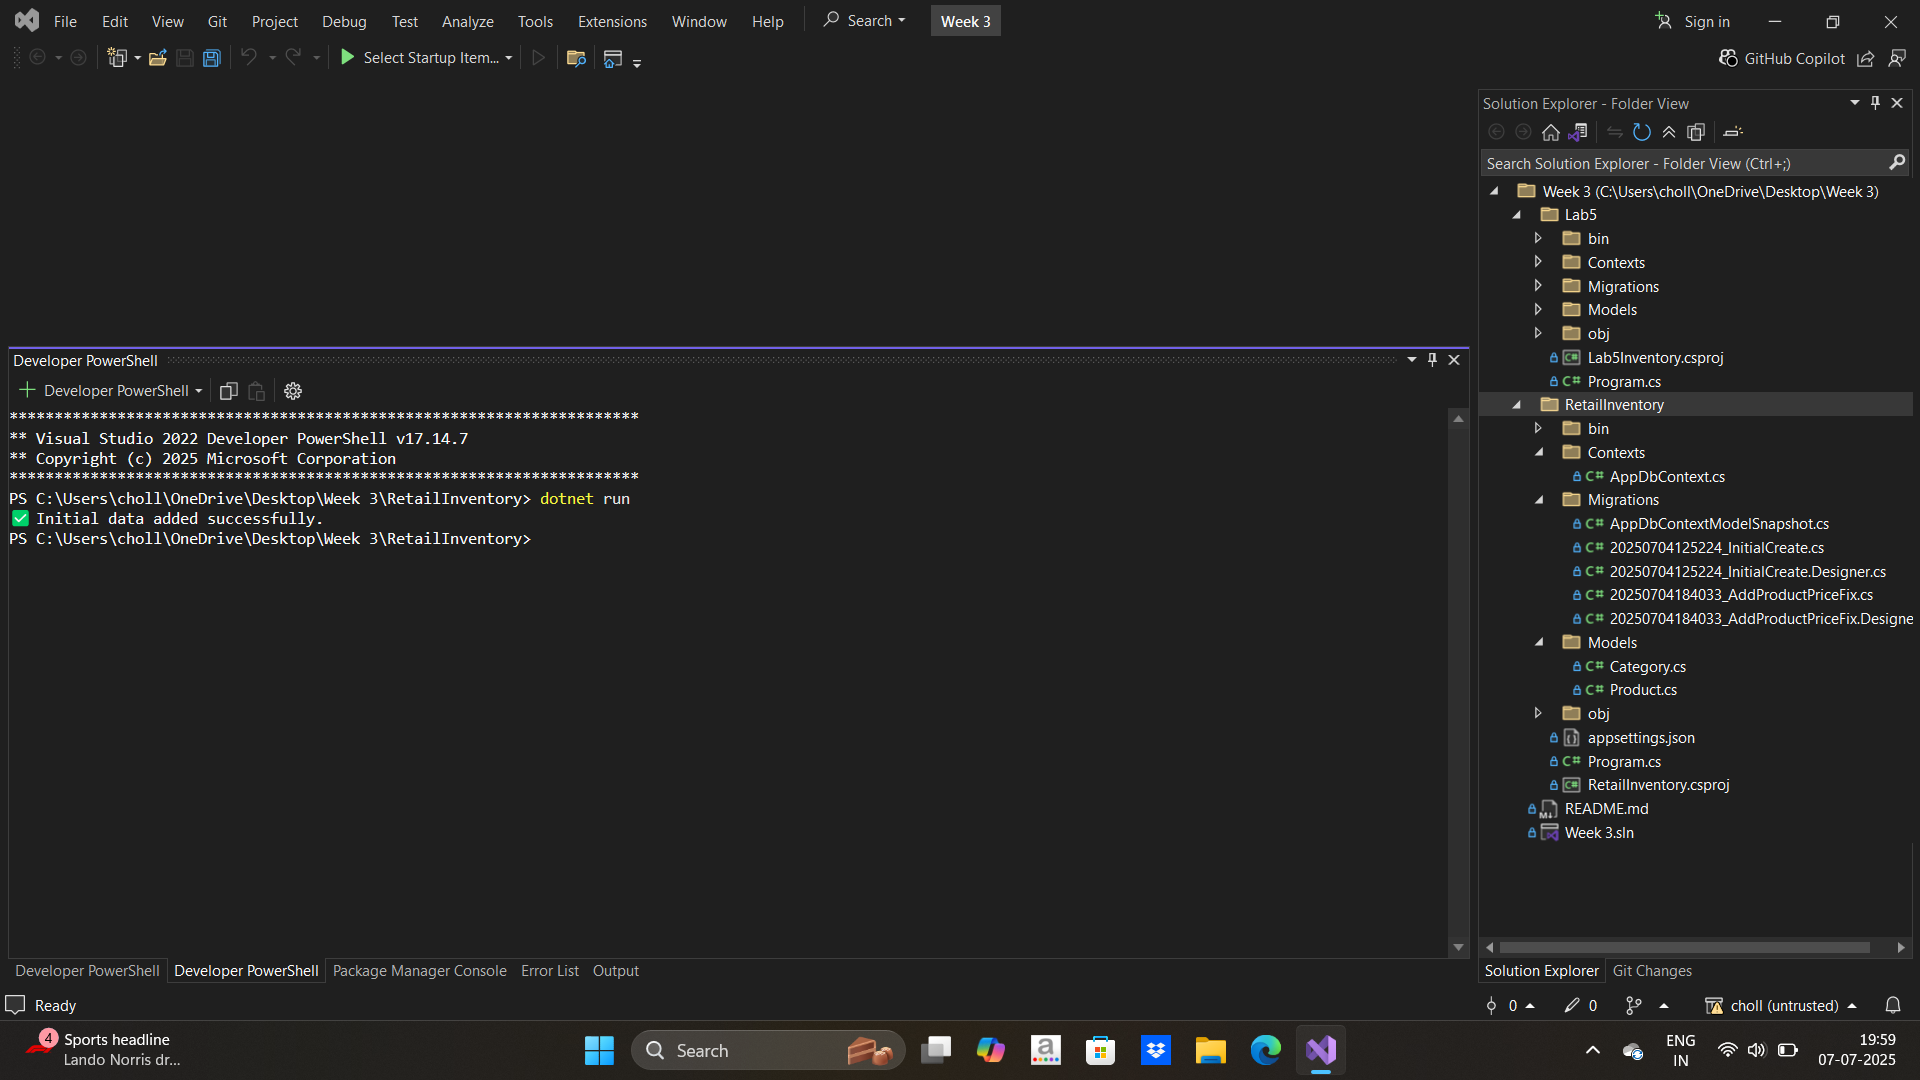 File Edit View Git Project Debug Test Analyze Tools Extensions Window Help Search Week 3 Sign in
Select Startup Item... GitHub Copilot
Solution Explorer - Folder View
Search Solution Explorer - Folder View (Ctrl+;)
Week 3 (C:\Users\choll\OneDrive\Desktop\Week 3)
Lab5
bin
Contexts
Migrations
Models
obj
Lab5Inventory.csproj
Program.cs
RetailInventory
bin
Contexts
AppDbContext.cs
Migrations
AppDbContextModelSnapshot.cs
20250704125224_InitialCreate.cs
20250704125224_InitialCreate.Designer.cs
20250704184033_AddProductPriceFix.cs
20250704184033_AddProductPriceFix.Designe
Models
Category.cs
Product.cs
obj
appsettings.json
Program.cs
RetailInventory.csproj
README.md
Week 3.sln
Solution Explorer Git Changes
Developer PowerShell
Developer PowerShell
**********************************************************************
** Visual Studio 2022 Developer PowerShell v17.14.7
** Copyright (c) 2025 Microsoft Corporation
**********************************************************************
PS C:\Users\choll\OneDrive\Desktop\Week 3\RetailInventory> dotnet run
✅ Initial data added successfully.
PS C:\Users\choll\OneDrive\Desktop\Week 3\RetailInventory>
Developer PowerShell Developer PowerShell Package Manager Console Error List Output
Ready 0 0 choll (untrusted)
4 Sports headline
Lando Norris dr...
Search
ENG
IN
19:59
07-07-2025